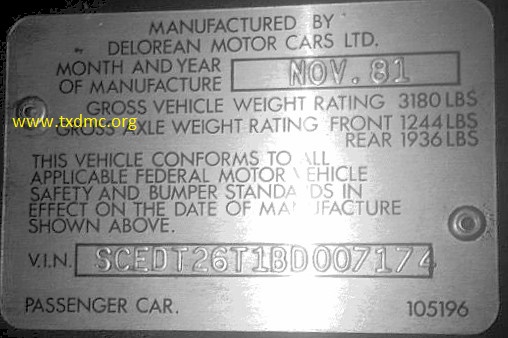 MANUFACTURED BY
DELOREAN MOTOR CARS LTD.
MONTH AND YEAR
OF MANUFACTURE NOV. 81
GROSS VEHICLE WEIGHT RATING 3180 LBS
www.txdmc.org
GROSS AXLE WEIGHT RATING FRONT 1244 LBS
REAR 1936 LBS
THIS VEHICLE CONFORMS TO ALL
APPLICABLE FEDERAL MOTOR VEHICLE
SAFETY AND BUMPER STANDARDS IN
EFFECT ON THE DATE OF MANUFACTURE
SHOWN ABOVE.
V.I.N. SCEDT26T1BD007174
PASSENGER CAR. 105196